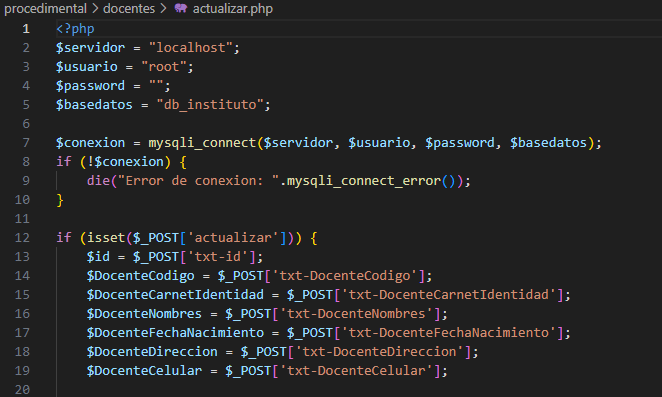 procedimental > docentes > actualizar.php
1 <?php
2 $servidor = "localhost";
3 $usuario = "root";
4 $password = "";
5 $basedatos = "db_instituto";
6
7 $conexion = mysqli_connect($servidor, $usuario, $password, $basedatos);
8 if (!$conexion) {
9     die("Error de conexion: ".mysqli_connect_error());
10 }
11
12 if (isset($_POST['actualizar'])) {
13     $id = $_POST['txt-id'];
14     $DocenteCodigo = $_POST['txt-DocenteCodigo'];
15     $DocenteCarnetIdentidad = $_POST['txt-DocenteCarnetIdentidad'];
16     $DocenteNombres = $_POST['txt-DocenteNombres'];
17     $DocenteFechaNacimiento = $_POST['txt-DocenteFechaNacimiento'];
18     $DocenteDireccion = $_POST['txt-DocenteDireccion'];
19     $DocenteCelular = $_POST['txt-DocenteCelular'];
20